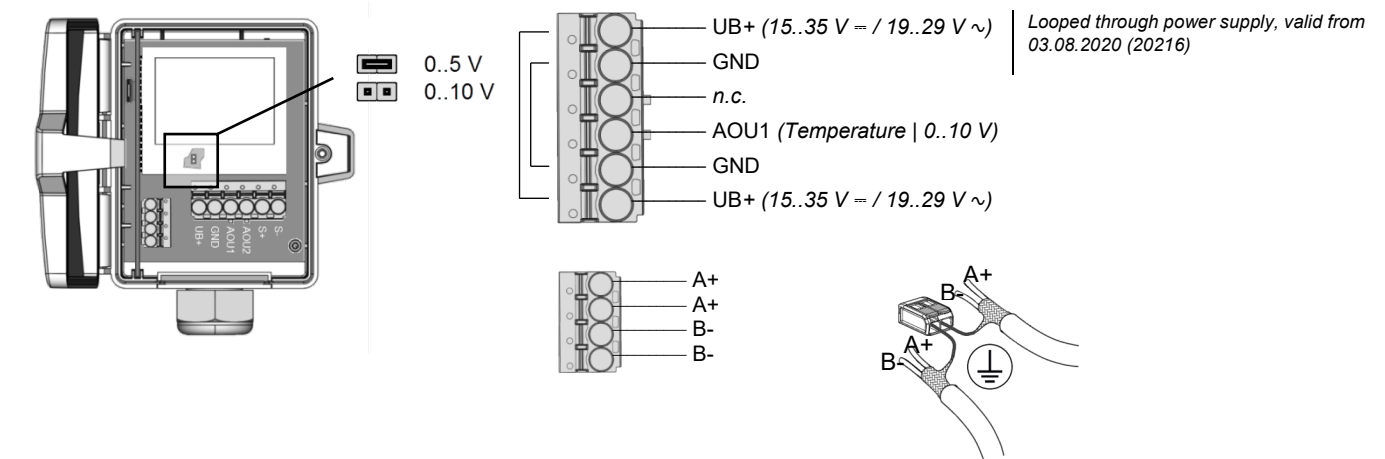 0..5 V
0..10 V
UB+
GND
AOU1
AOU2
S+
S-
UB+ (15..35 V ⎓ / 19..29 V ∿)
GND
n.c.
AOU1 (Temperature | 0..10 V)
GND
UB+ (15..35 V ⎓ / 19..29 V ∿)
Looped through power supply, valid from
03.08.2020 (20216)
A+
A+
B-
B-
A+
B-
A+
B-